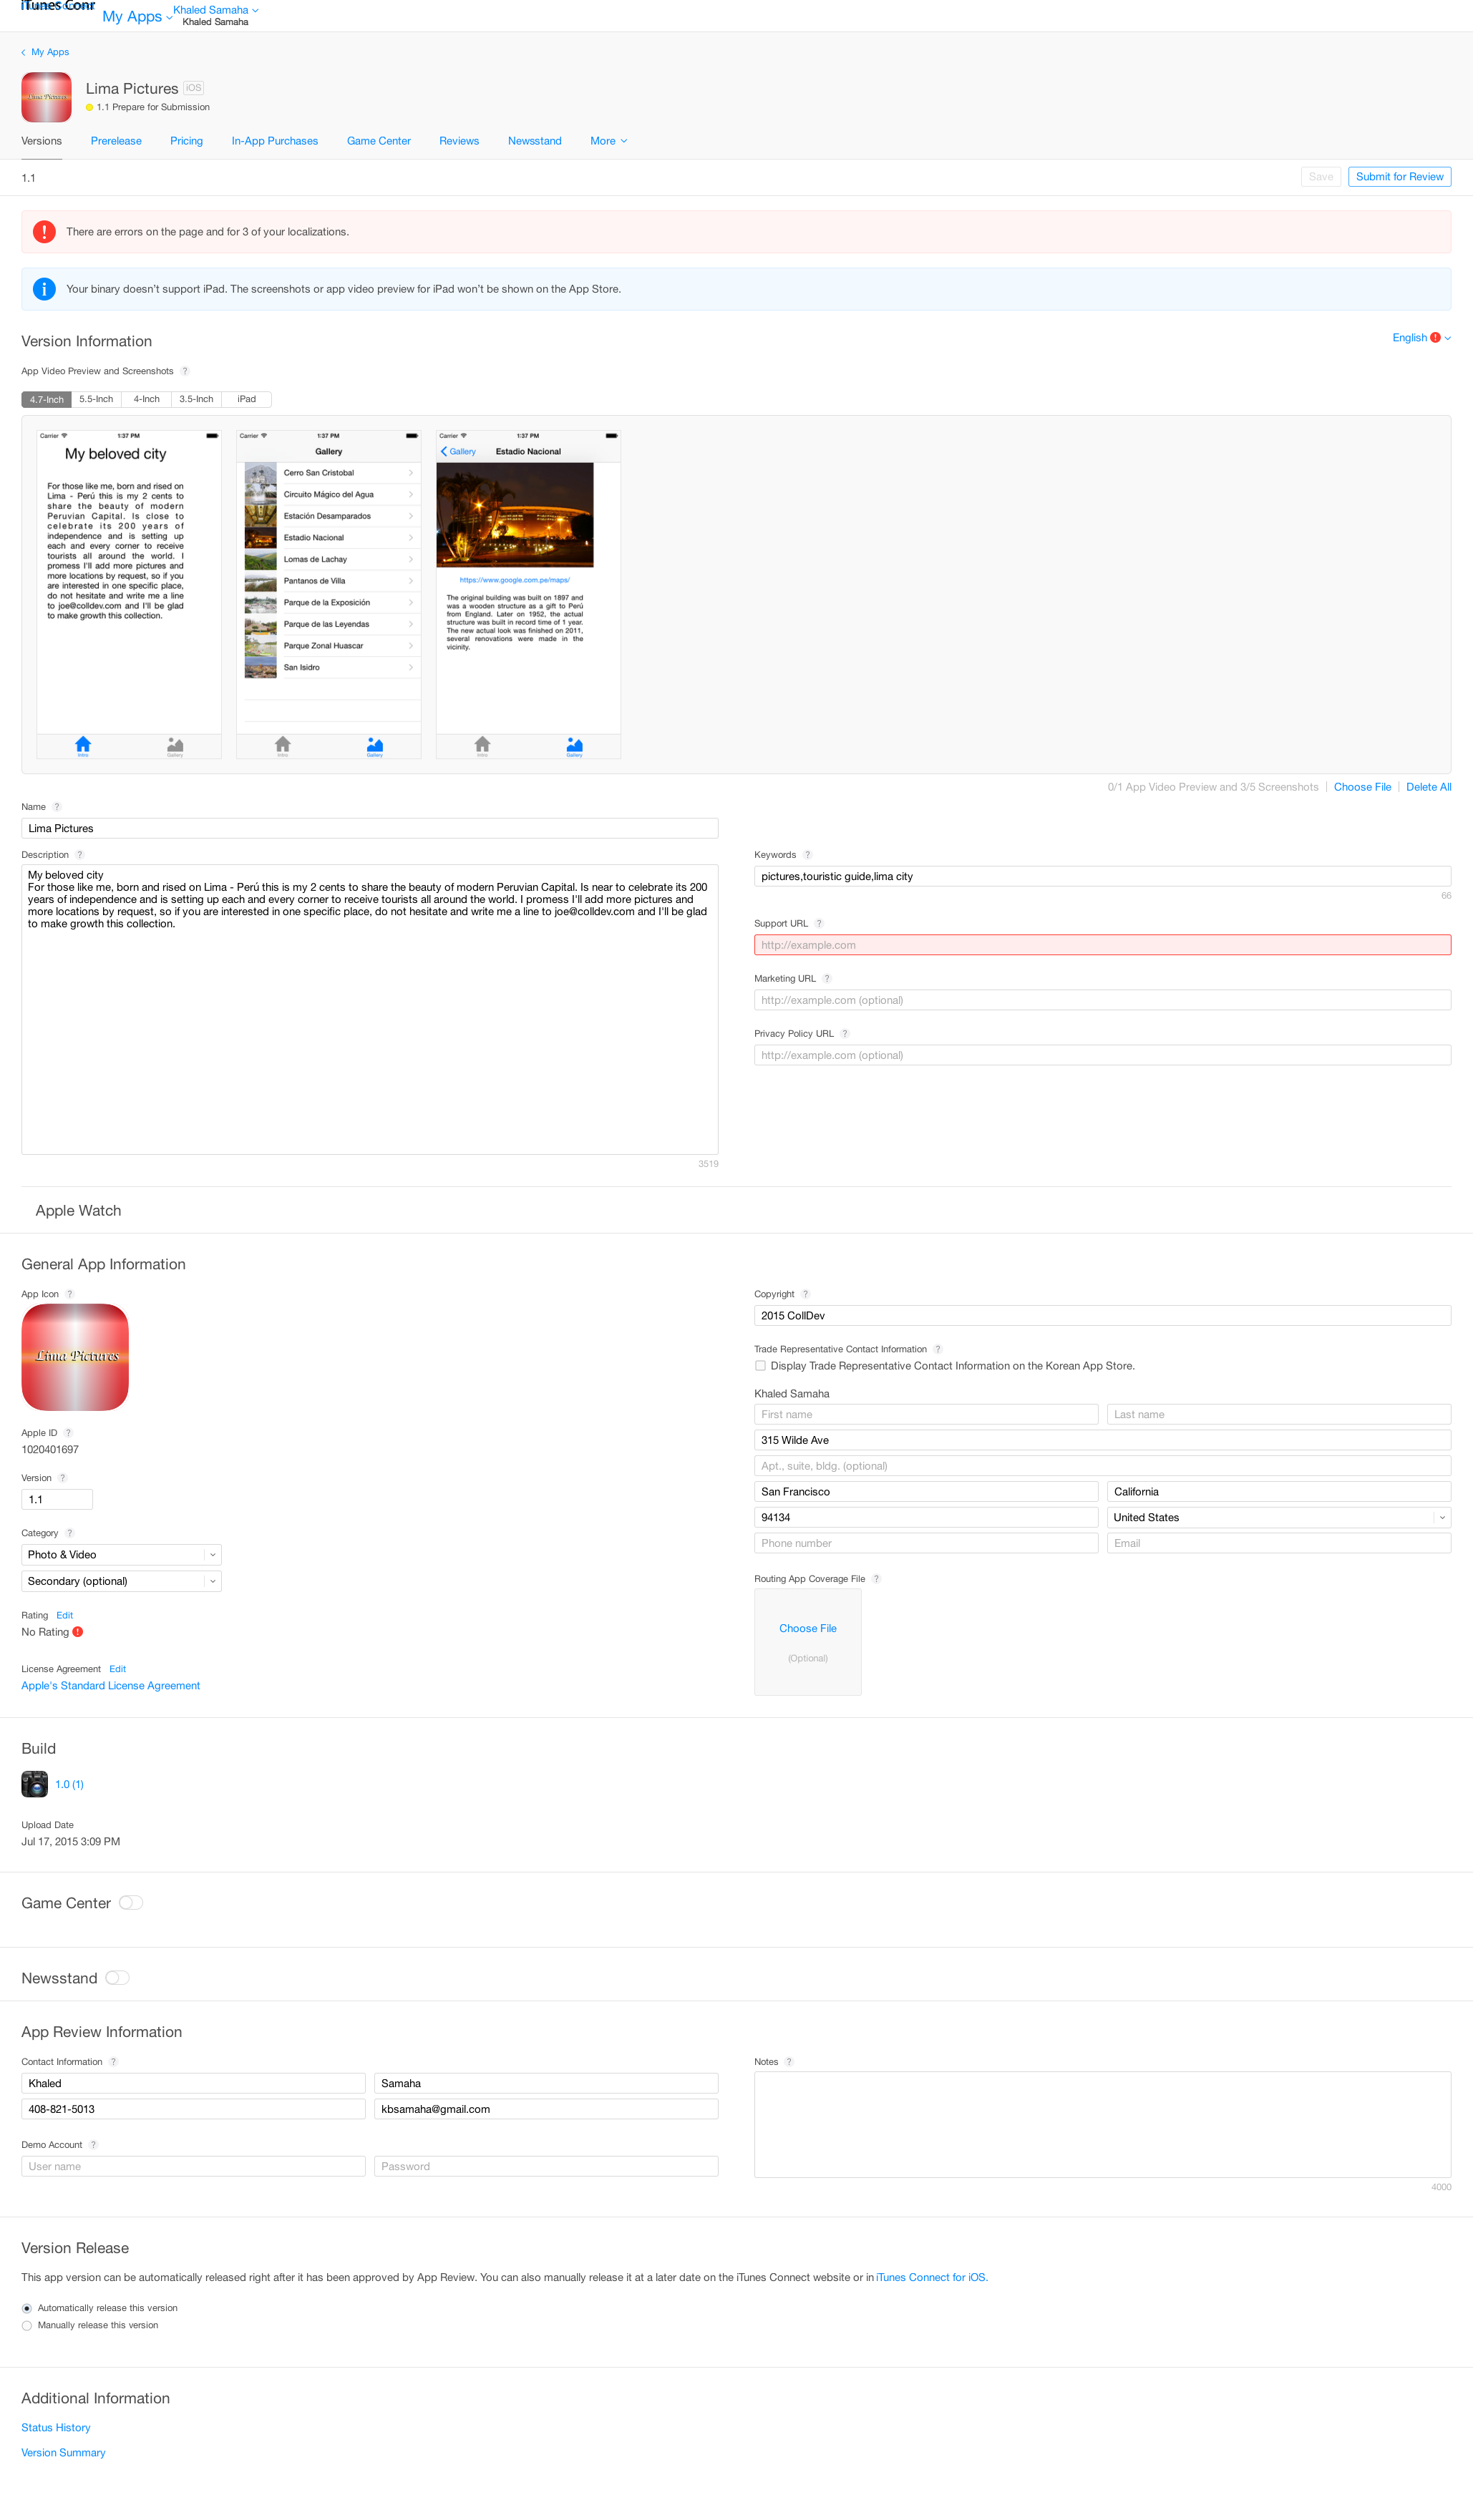 iTunes Conr
My Apps
Khaled Samaha
Khaled Samaha
My Apps
Lima Pictures
Lima Pictures iOS
1.1 Prepare for Submission
Versions Prerelease Pricing In-App Purchases Game Center Reviews Newsstand More
1.1
Save Submit for Review
There are errors on the page and for 3 of your localizations.
Your binary doesn't support iPad. The screenshots or app video preview for iPad won't be shown on the App Store.
Version Information
English
App Video Preview and Screenshots ?
4.7-Inch 5.5-Inch 4-Inch 3.5-Inch iPad
Carrier 1:37 PM
My beloved city
For those like me, born and rised on
Lima - Perú this is my 2 cents to
share the beauty of modern
Peruvian Capital. Is close to
celebrate its 200 years of
independence and is setting up
each and every corner to receive
tourists all around the world. I
promess I'll add more pictures and
more locations by request, so if you
are interested in one specific place,
do not hesitate and write me a line
to joe@colldev.com and I'll be glad
to make growth this collection.
Intro Gallery
Carrier 1:37 PM
Gallery
Cerro San Cristobal
Circuito Mágico del Agua
Estación Desamparados
Estadio Nacional
Lomas de Lachay
Pantanos de Villa
Parque de la Exposición
Parque de las Leyendas
Parque Zonal Huascar
San Isidro
Intro Gallery
Carrier 1:37 PM
Gallery Estadio Nacional
https://www.google.com.pe/maps/
The original building was built on 1897 and
was a wooden structure as a gift to Perú
from England. Later on 1952, the actual
structure was built in record time of 1 year.
The new actual look was finished on 2011,
several renovations were made in the
vicinity.
Intro Gallery
0/1 App Video Preview and 3/5 Screenshots Choose File Delete All
Name ?
Lima Pictures
Description ?
My beloved city
For those like me, born and rised on Lima - Perú this is my 2 cents to share the beauty of modern Peruvian Capital. Is near to celebrate its 200
years of independence and is setting up each and every corner to receive tourists all around the world. I promess I'll add more pictures and
more locations by request, so if you are interested in one specific place, do not hesitate and write me a line to joe@colldev.com and I'll be glad
to make growth this collection.
3519
Keywords ?
pictures,touristic guide,lima city
66
Support URL ?
http://example.com
Marketing URL ?
http://example.com (optional)
Privacy Policy URL ?
http://example.com (optional)
Apple Watch
General App Information
App Icon ?
Lima Pictures
Apple ID ?
1020401697
Version ?
1.1
Category ?
Photo & Video
Secondary (optional)
Rating Edit
No Rating
License Agreement Edit
Apple's Standard License Agreement
Copyright ?
2015 CollDev
Trade Representative Contact Information ?
Display Trade Representative Contact Information on the Korean App Store.
Khaled Samaha
First name Last name
315 Wilde Ave
Apt., suite, bldg. (optional)
San Francisco California
94134 United States
Phone number Email
Routing App Coverage File ?
Choose File
(Optional)
Build
1.0 (1)
Upload Date
Jul 17, 2015 3:09 PM
Game Center
Newsstand
App Review Information
Contact Information ?
Khaled Samaha
408-821-5013 kbsamaha@gmail.com
Demo Account ?
User name Password
Notes ?
4000
Version Release
This app version can be automatically released right after it has been approved by App Review. You can also manually release it at a later date on the iTunes Connect website or in iTunes Connect for iOS.
Automatically release this version
Manually release this version
Additional Information
Status History
Version Summary